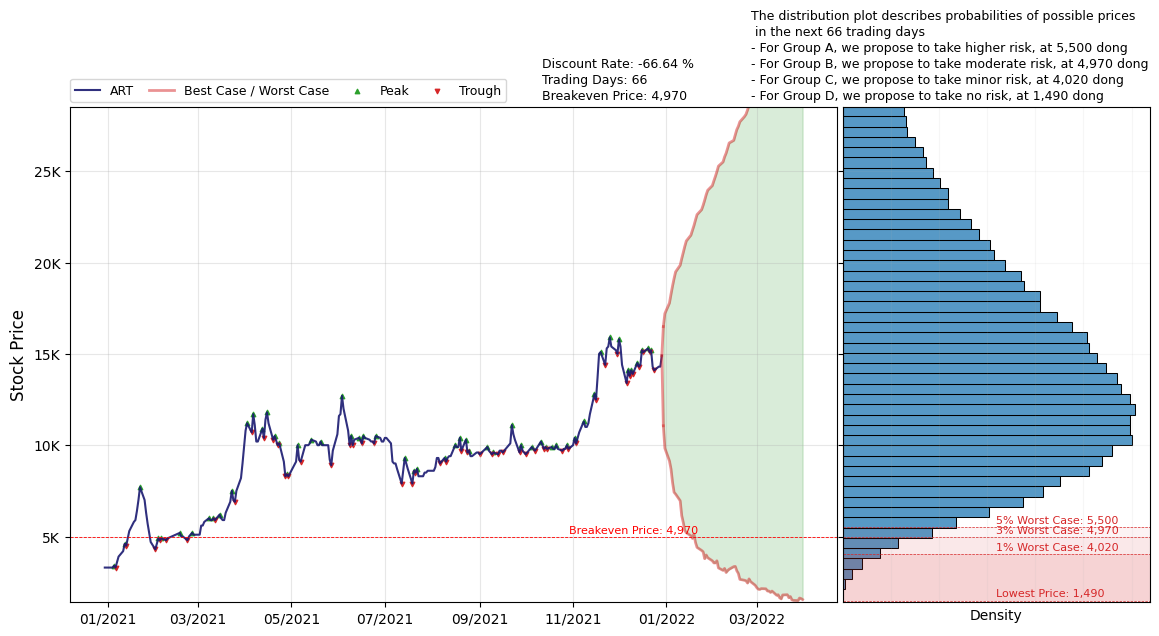 The distribution plot describes probabilities of possible prices
in the next 66 trading days
- For Group A, we propose to take higher risk, at 5,500 dong
- For Group B, we propose to take moderate risk, at 4,970 dong
- For Group C, we propose to take minor risk, at 4,020 dong
- For Group D, we propose to take no risk, at 1,490 dong
Discount Rate: -66.64 %
Trading Days: 66
Breakeven Price: 4,970
ART
Best Case / Worst Case
Peak
Trough
Stock Price
25K
20K
15K
10K
5K
Breakeven Price: 4,970
01/2021
03/2021
05/2021
07/2021
09/2021
11/2021
01/2022
03/2022
5% Worst Case: 5,500
3% Worst Case: 4,970
1% Worst Case: 4,020
Lowest Price: 1,490
Density